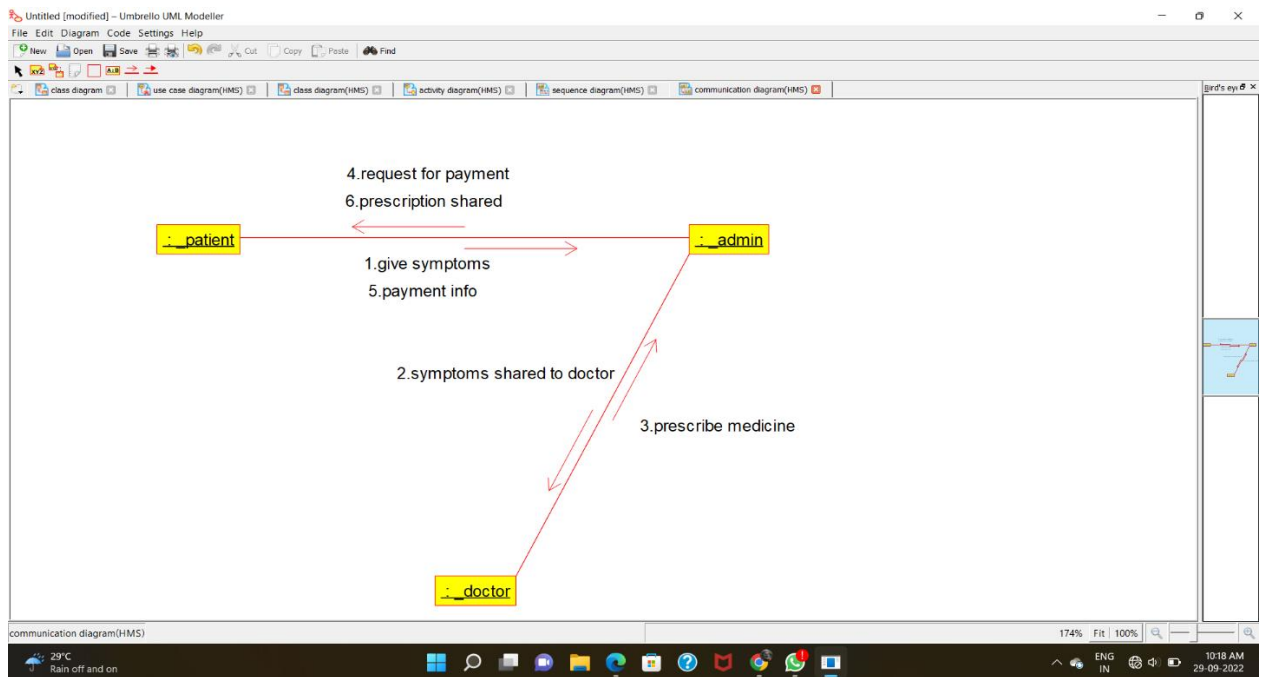 Untitled [modified] – Umbrello UML Modeller
File Edit Diagram Code Settings Help
New Open Save Cut Copy Paste Find
XYZ A±B
class diagram use case diagram(HMS) class diagram(HMS) activity diagram(HMS) sequence diagram(HMS) communication diagram(HMS) Bird's eye
4.request for payment
6.prescription shared
: _patient
: _admin
1.give symptoms
5.payment info
2.symptoms shared to doctor
3.prescribe medicine
: _doctor
communication diagram(HMS) 174% Fit 100%
29°C
Rain off and on
ENG
IN
10:18 AM
29-09-2022